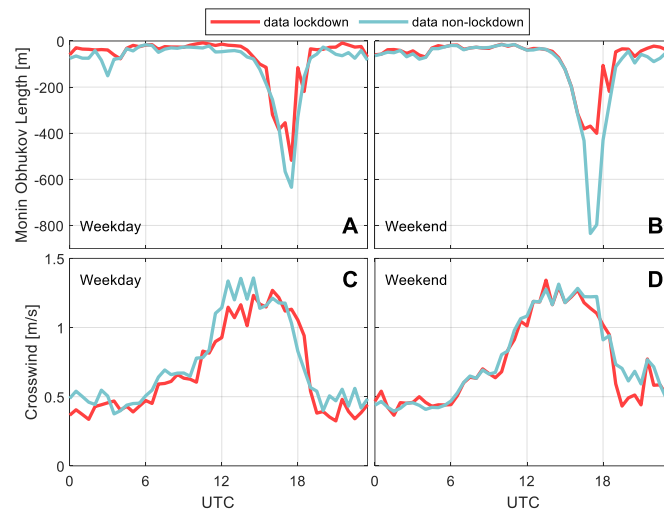 data lockdown data non-lockdown
Monin Obhukov Length [m]
0
-200
-400
-600
-800
Weekday A
Weekend B
Crosswind [m/s]
1.5
1
0.5
0
Weekday C
Weekend D
0 6 12 18 0 6 12 18
UTC UTC